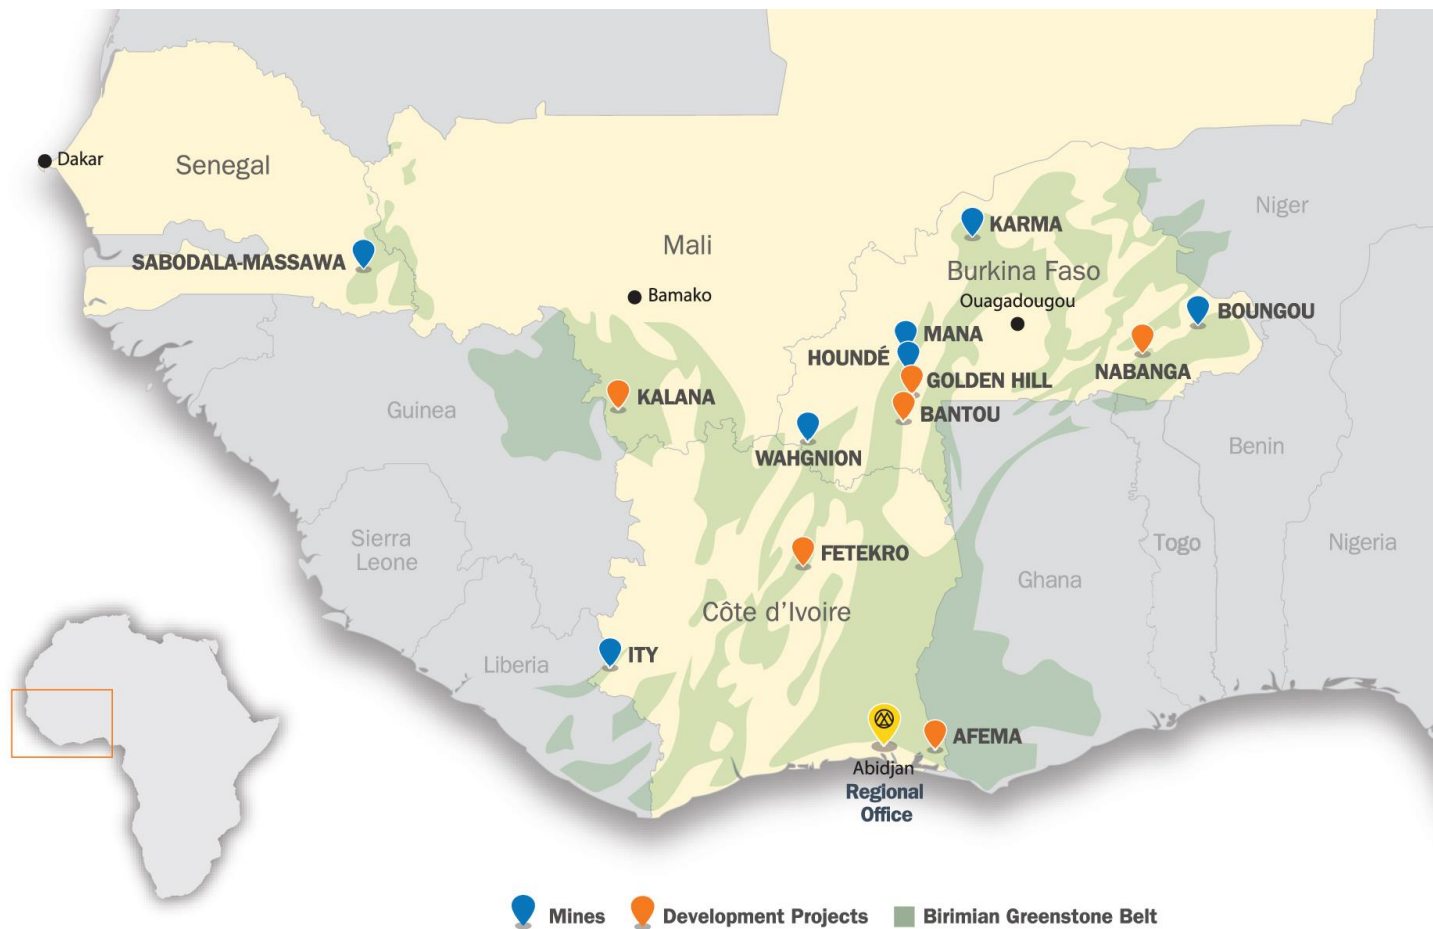 Dakar
Senegal
SABODALA-MASSAWA
Mali
Bamako
KARMA
Niger
Burkina Faso
Ouagadougou
BOUNGOU
MANA
HOUNDÉ
NABANGA
GOLDEN HILL
KALANA
BANTOU
Guinea
WAHGNION
Benin
Sierra
Leone
FETEKRO
Togo
Nigeria
Ghana
Côte d'Ivoire
ITY
Liberia
AFEMA
Abidjan
Regional
Office
Mines
Development Projects
Birimian Greenstone Belt